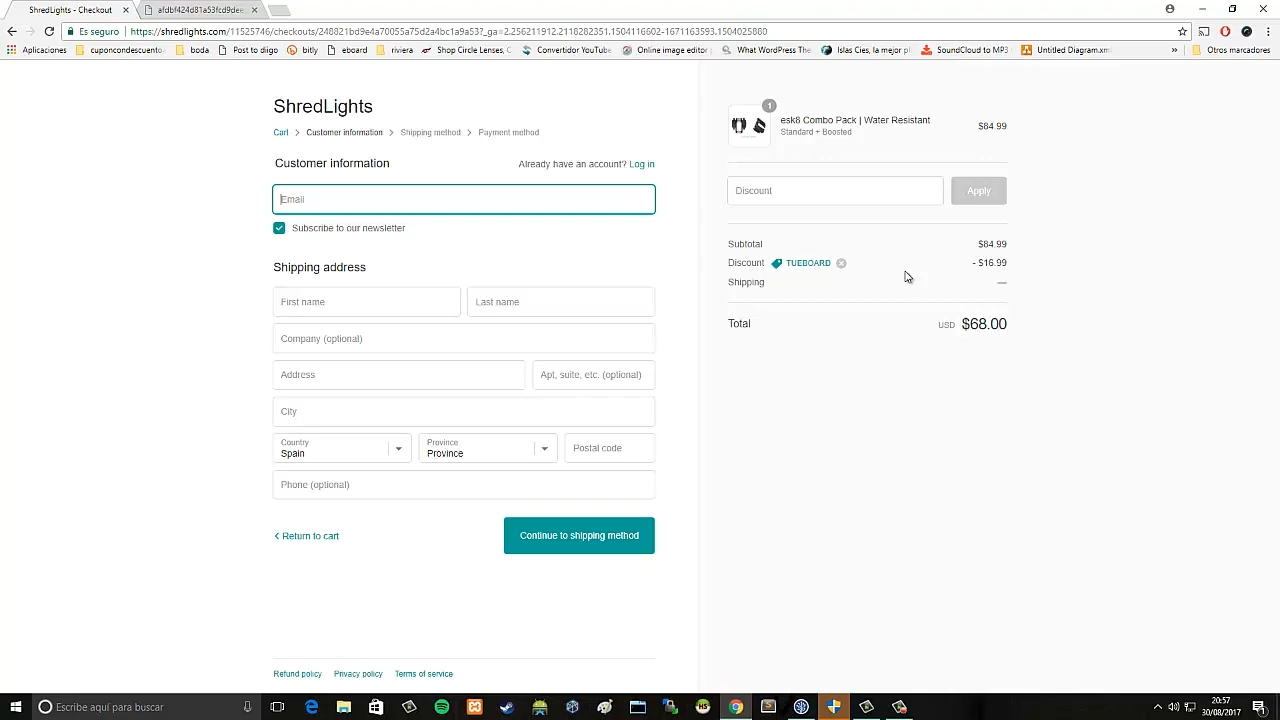 ShredLights - Checkout
afdbf424d81a53fcd9dee
Es seguro
https://shredlights.com/11525746/checkouts/248821bd9e4a70055a75d2a4bc1a9a53?_ga=2.256211912.2118282351.1504116602-1671163593.1504025880
Aplicaciones
cuponcondescuento
boda
Post to diigo
bitly
eboard
riviera
Shop Circle Lenses,
Convertidor YouTube
Online image editor
What WordPress The
Islas Cies, la mejor pl
SoundCloud to MP3
Untitled Diagram.xml
»
Otros marcadores
ShredLights
Cart > Customer information > Shipping method > Payment method
Customer information
Already have an account? Log in
Email
Subscribe to our newsletter
Shipping address
First name
Last name
Company (optional)
Address
Apt, suite, etc. (optional)
City
Country
Spain
Province
Province
Postal code
Phone (optional)
< Return to cart
Continue to shipping method
Refund policy
Privacy policy
Terms of service
1
esk8 Combo Pack | Water Resistant
Standard + Boosted
$84.99
Discount
Apply
Subtotal
$84.99
Discount
TUEBOARD
- $16.99
Shipping
—
Total
USD $68.00
Escribe aquí para buscar
20:57
30/08/2017